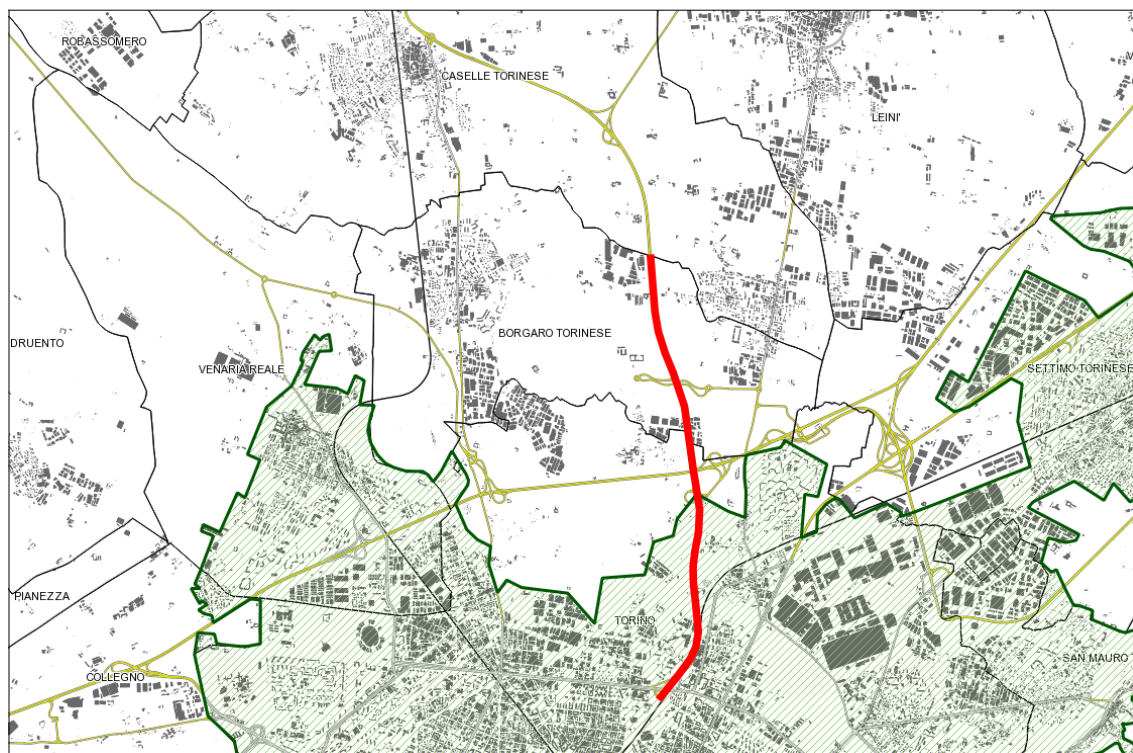 ROBASSOMERO
CASELLE TORINESE
M
LEINI'
BORGARO TORINESE
DRUENTO
VENARIA REALE
SETTIMO TORINESE
PIANEZZA
TORINO
SAN MAURO T
COLLEGNO